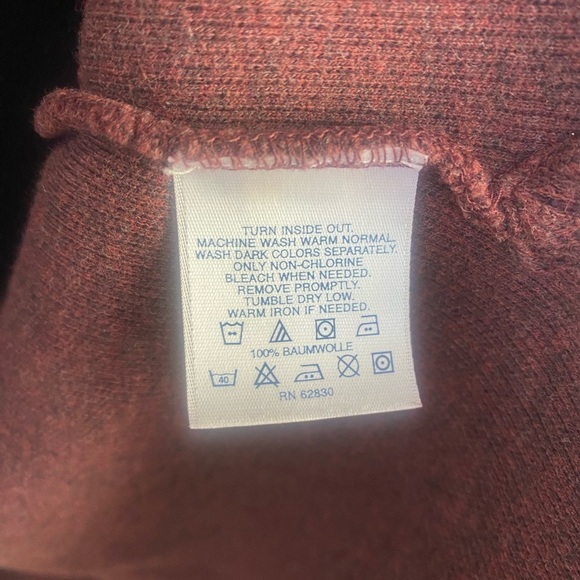 TURN INSIDE OUT.
MACHINE WASH WARM NORMAL.
WASH DARK COLORS SEPARATELY.
ONLY NON-CHLORINE
BLEACH WHEN NEEDED.
REMOVE PROMPTLY.
TUMBLE DRY LOW.
WARM IRON IF NEEDED.
100% BAUMWOLLE
40
RN 62830